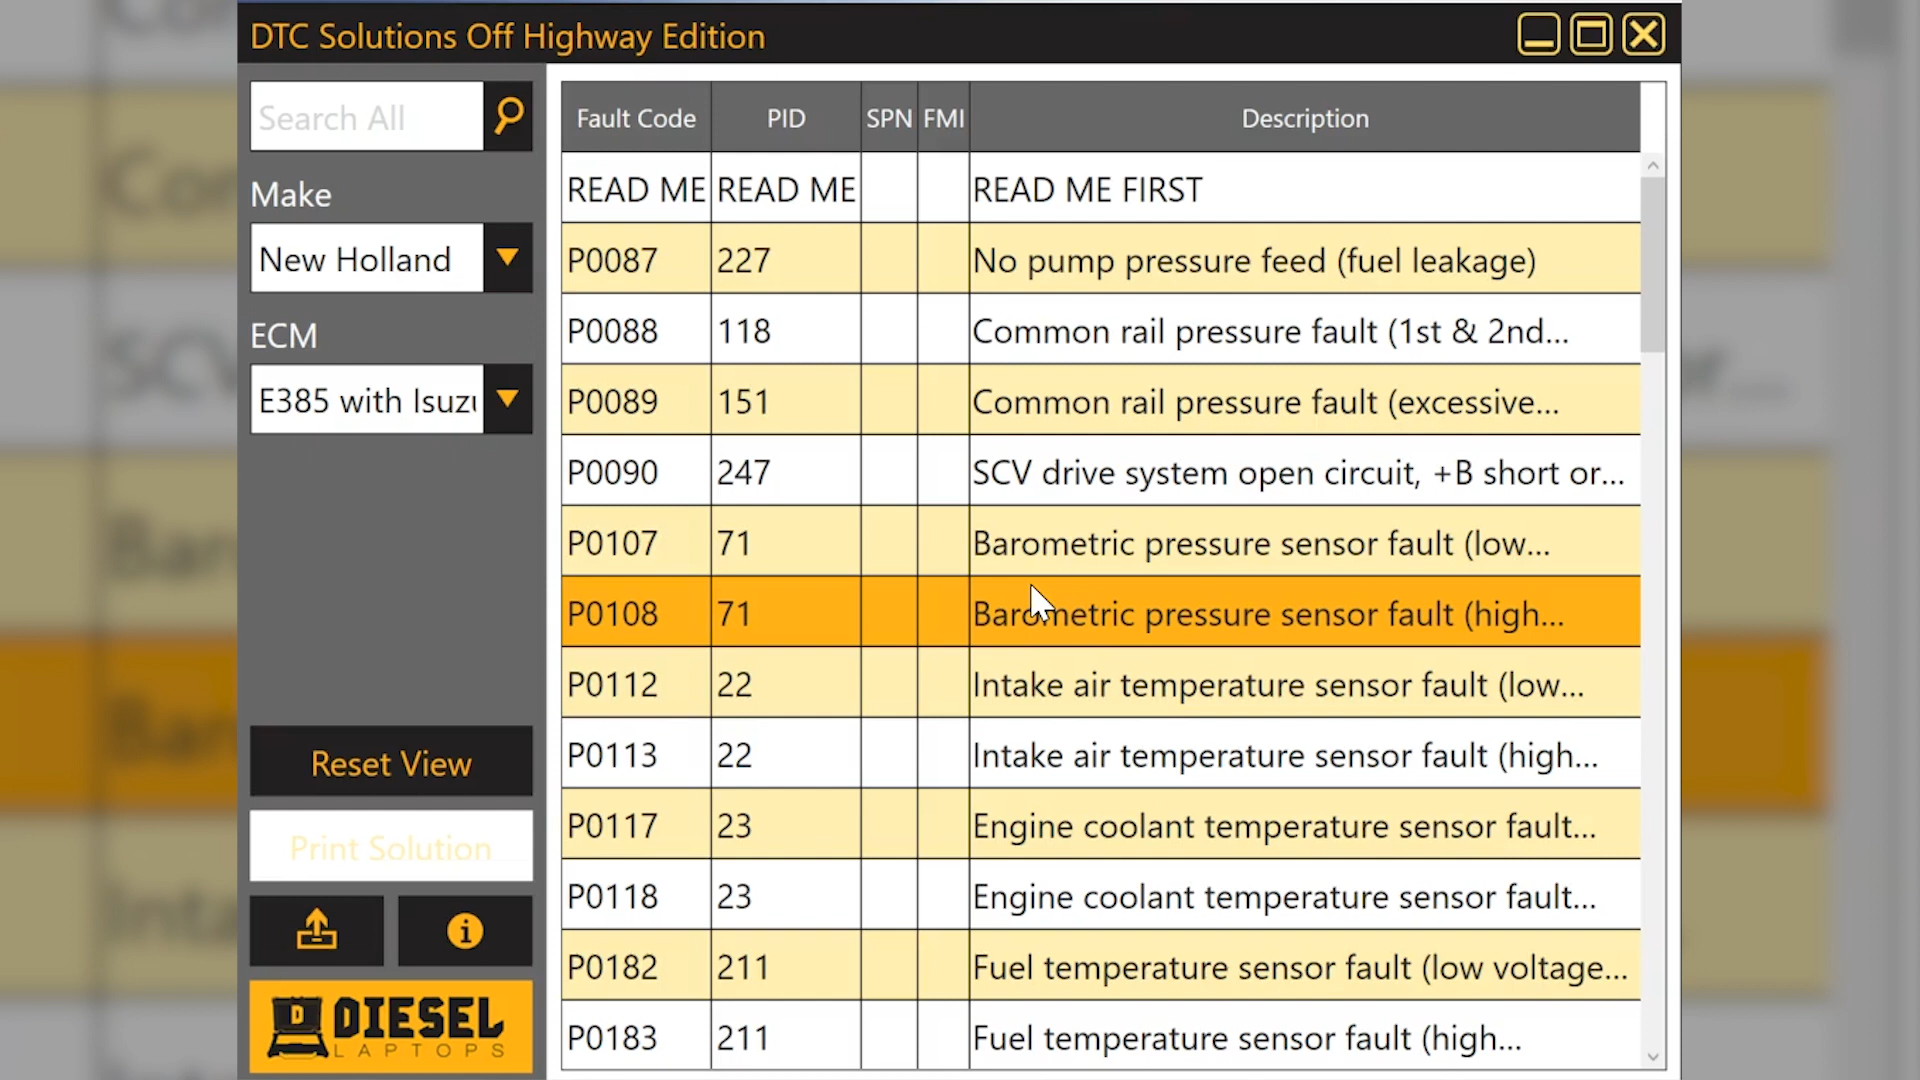 DTC Solutions Off Highway Edition
Search All
Make
New Holland
ECM
E385 with Isuzu
Reset View
Print Solution
D DIESEL
LAPTOPS
Fault Code PID SPN FMI Description
READ ME READ ME READ ME FIRST
P0087 227 No pump pressure feed (fuel leakage)
P0088 118 Common rail pressure fault (1st & 2nd...
P0089 151 Common rail pressure fault (excessive...
P0090 247 SCV drive system open circuit, +B short or...
P0107 71 Barometric pressure sensor fault (low...
P0108 71 Barometric pressure sensor fault (high...
P0112 22 Intake air temperature sensor fault (low...
P0113 22 Intake air temperature sensor fault (high...
P0117 23 Engine coolant temperature sensor fault...
P0118 23 Engine coolant temperature sensor fault...
P0182 211 Fuel temperature sensor fault (low voltage...
P0183 211 Fuel temperature sensor fault (high...